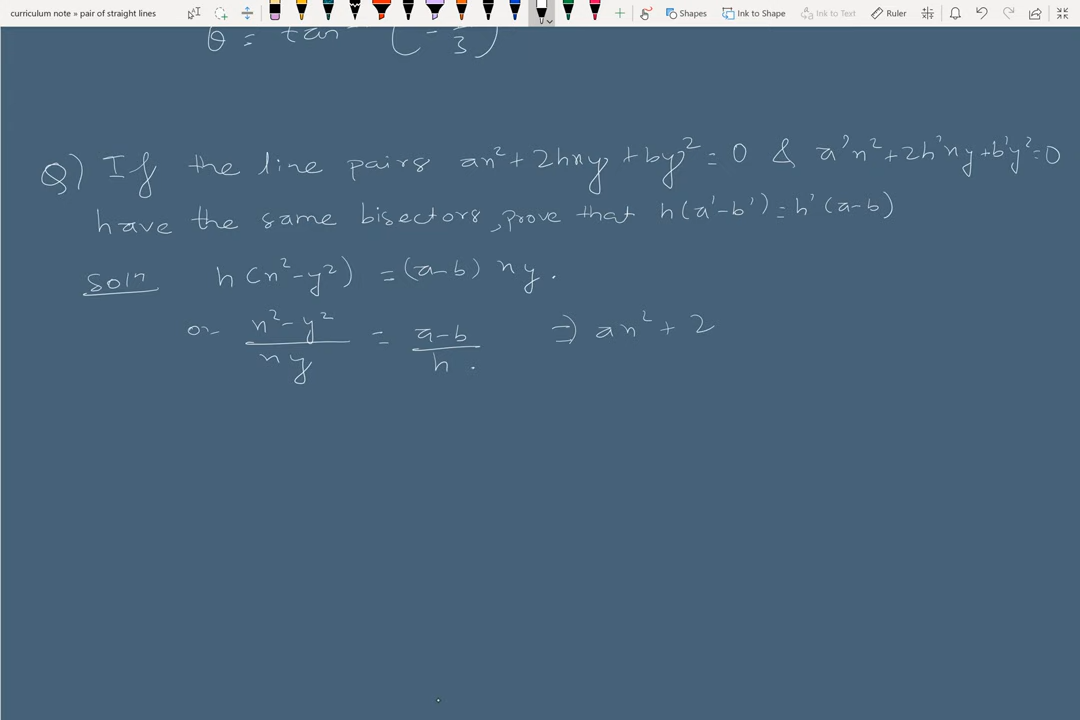 curriculum note » pair of straight lines
Shapes Ink to Shape Ink to Text Ruler
θ = tan⁻ ( - /3 )
Q) If the line pairs ax² + 2hxy + by² = 0 & a'x² + 2h'xy + b'y² = 0
have the same bisectors, prove that h(a'-b') = h'(a-b)
Solⁿ h(x²-y²) = (a-b) xy.
or x²-y²/xy = a-b/h. ⇒ ax² + 2